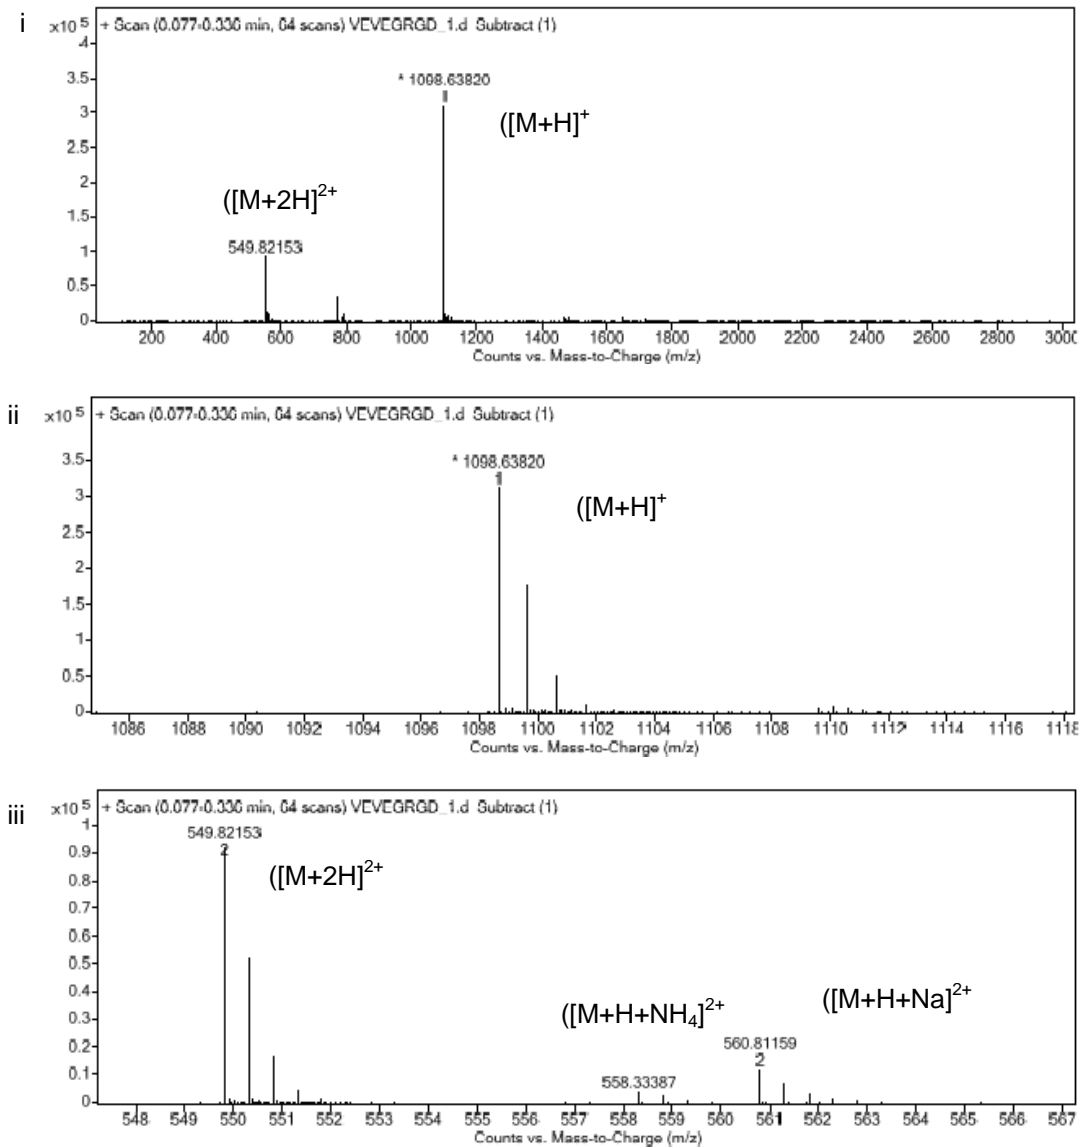 i
x10 5 + Scan (0.077-0.336 min, 64 scans) VEVEGRGD_1.d Subtract (1)
4
* 1098.63820
3.5
([M+H]+
3
2.5
2
([M+2H]2+
1.5
1
549.82153
0.5
0
200 400 600 800 1000 1200 1400 1600 1800 2000 2200 2400 2600 2800 3000
Counts vs. Mass-to-Charge (m/z)
ii
x10 5 + Scan (0.077-0.336 min, 64 scans) VEVEGRGD_1.d Subtract (1)
* 1098.63820
3.5
1
([M+H]+
3
2.5
2
1.5
1
0.5
0
1086 1088 1090 1092 1094 1096 1098 1100 1102 1104 1106 1108 1110 1112 1114 1116 1118
Counts vs. Mass-to-Charge (m/z)
iii
x10 5 + Scan (0.077-0.336 min, 64 scans) VEVEGRGD_1.d Subtract (1)
1
549.82153
2
0.9
([M+2H]2+
0.8
0.7
0.6
0.5
0.4
([M+H+NH4]2+
([M+H+Na]2+
0.3
0.2
560.81159
2
0.1
558.33387
0
548 549 550 551 552 553 554 555 556 557 558 559 560 561 562 563 564 565 566 567
Counts vs. Mass-to-Charge (m/z)